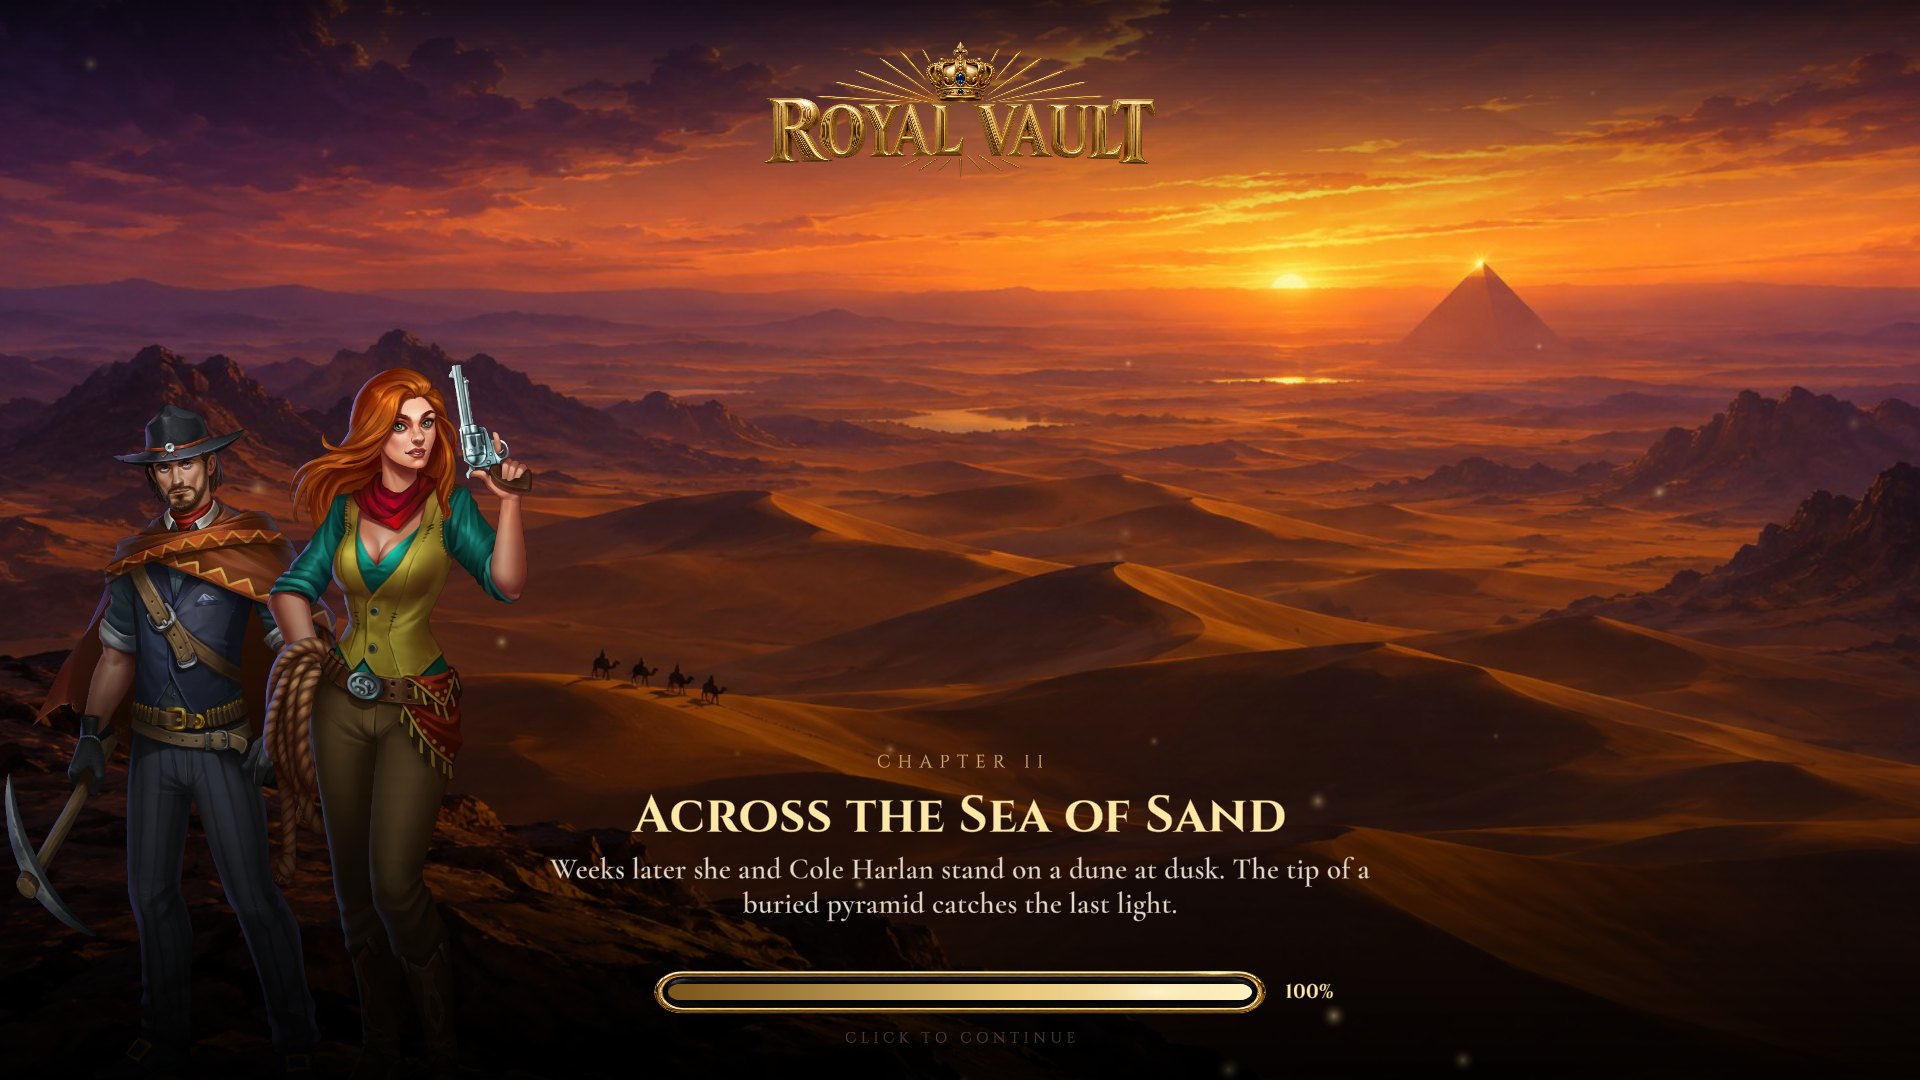 ROYAL VAULT
CHAPTER II
ACROSS THE SEA OF SAND
Weeks later she and Cole Harlan stand on a dune at dusk. The tip of a
buried pyramid catches the last light.
100%
CLICK TO CONTINUE